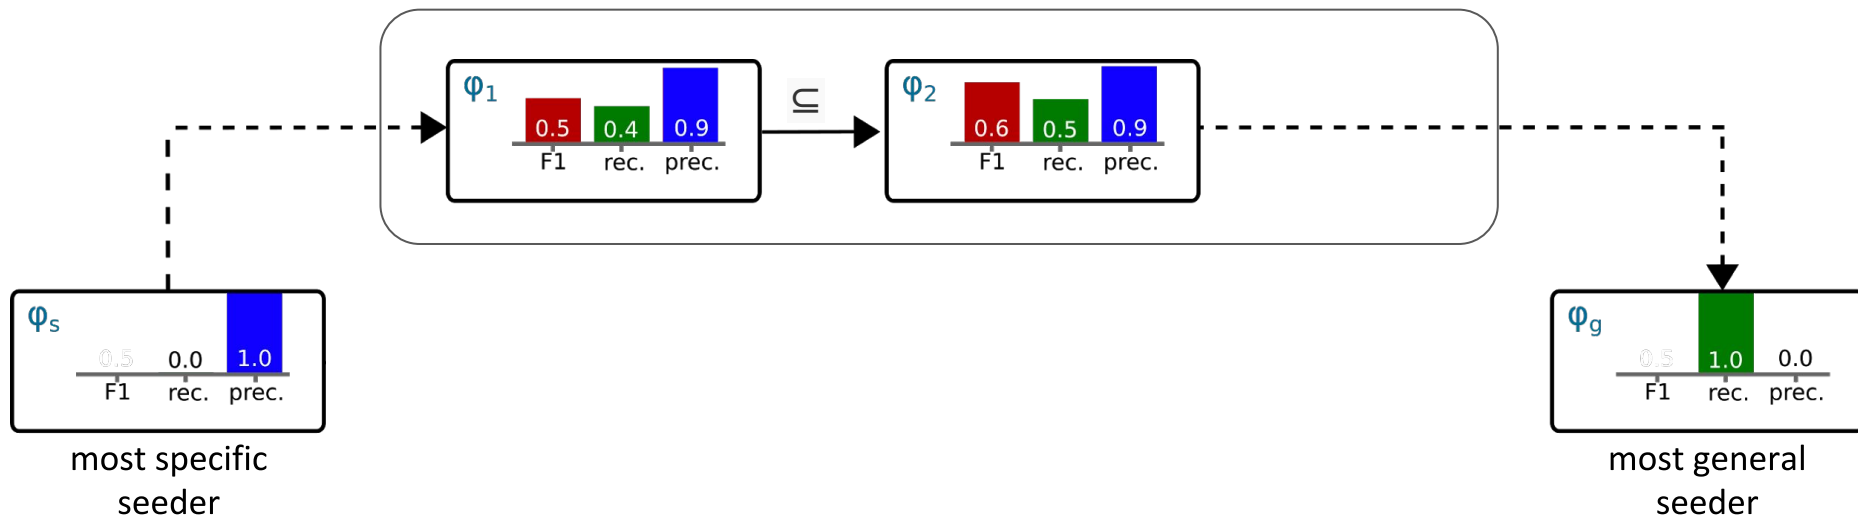 φ1
0.5 0.4 0.9
F1 rec. prec.
⊆
φ2
0.6 0.5 0.9
F1 rec. prec.
φs
0.5 0.0 1.0
F1 rec. prec.
most specific
seeder
φg
0.5 1.0 0.0
F1 rec. prec.
most general
seeder